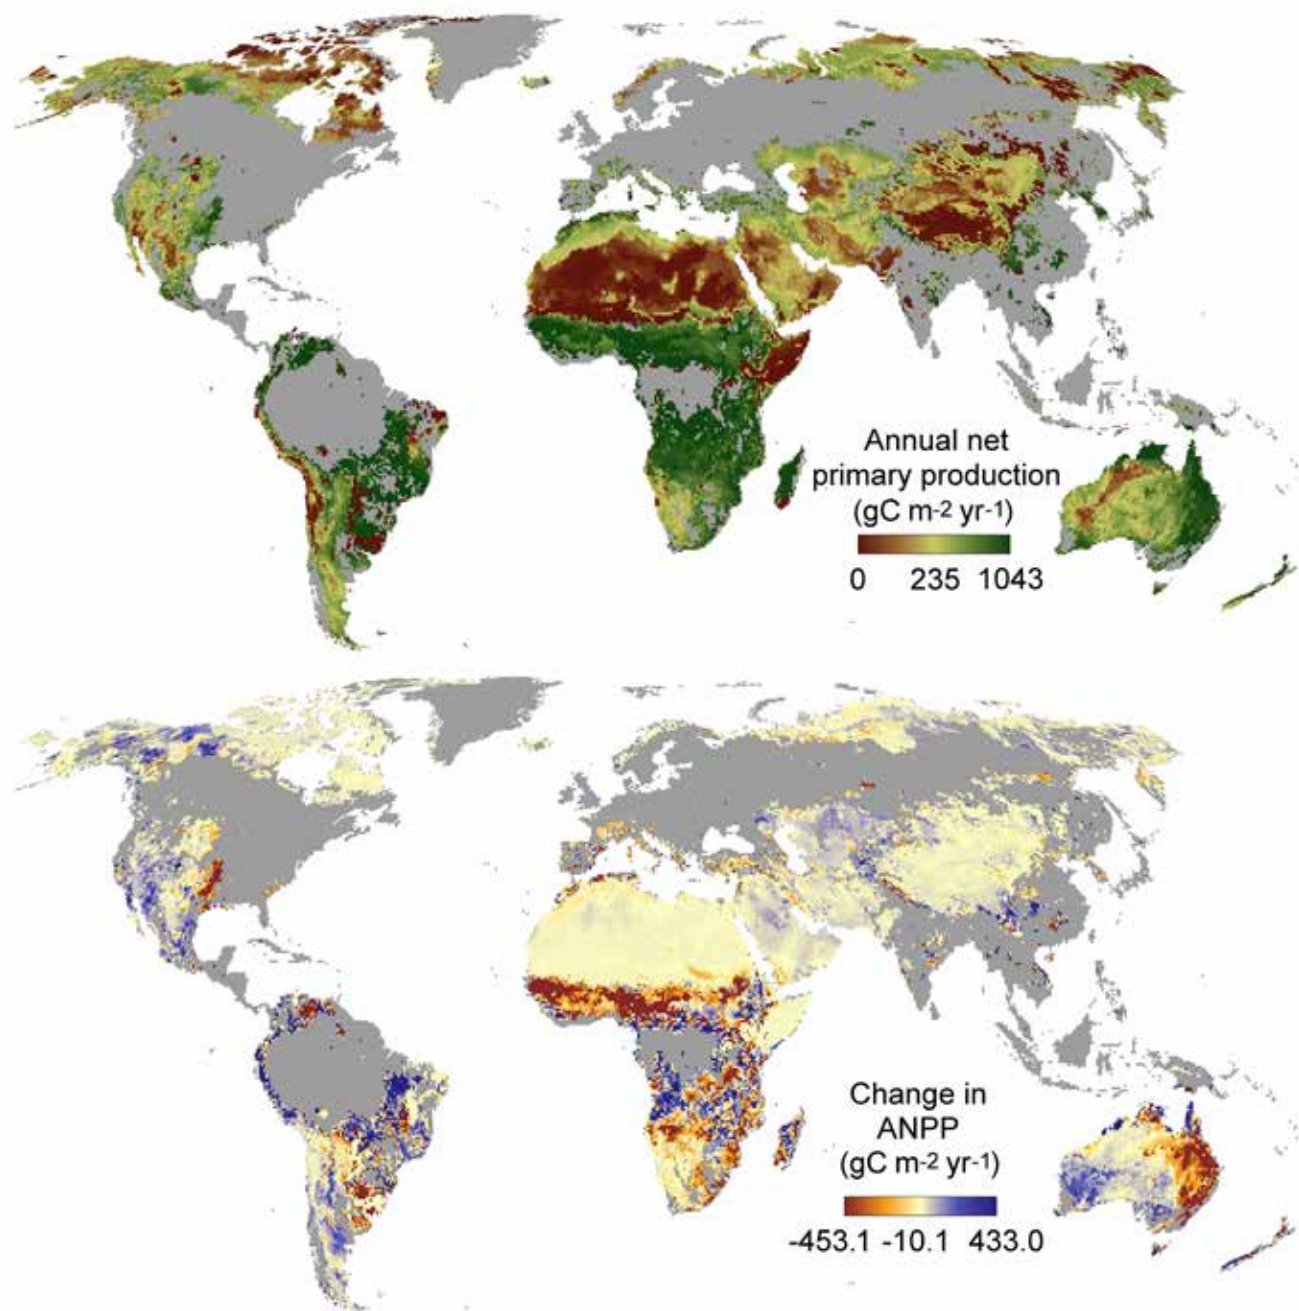 Annual net
primary production
(gC m-2 yr-1)
0 235 1043
Change in
ANPP
(gC m-2 yr-1)
-453.1 -10.1 433.0